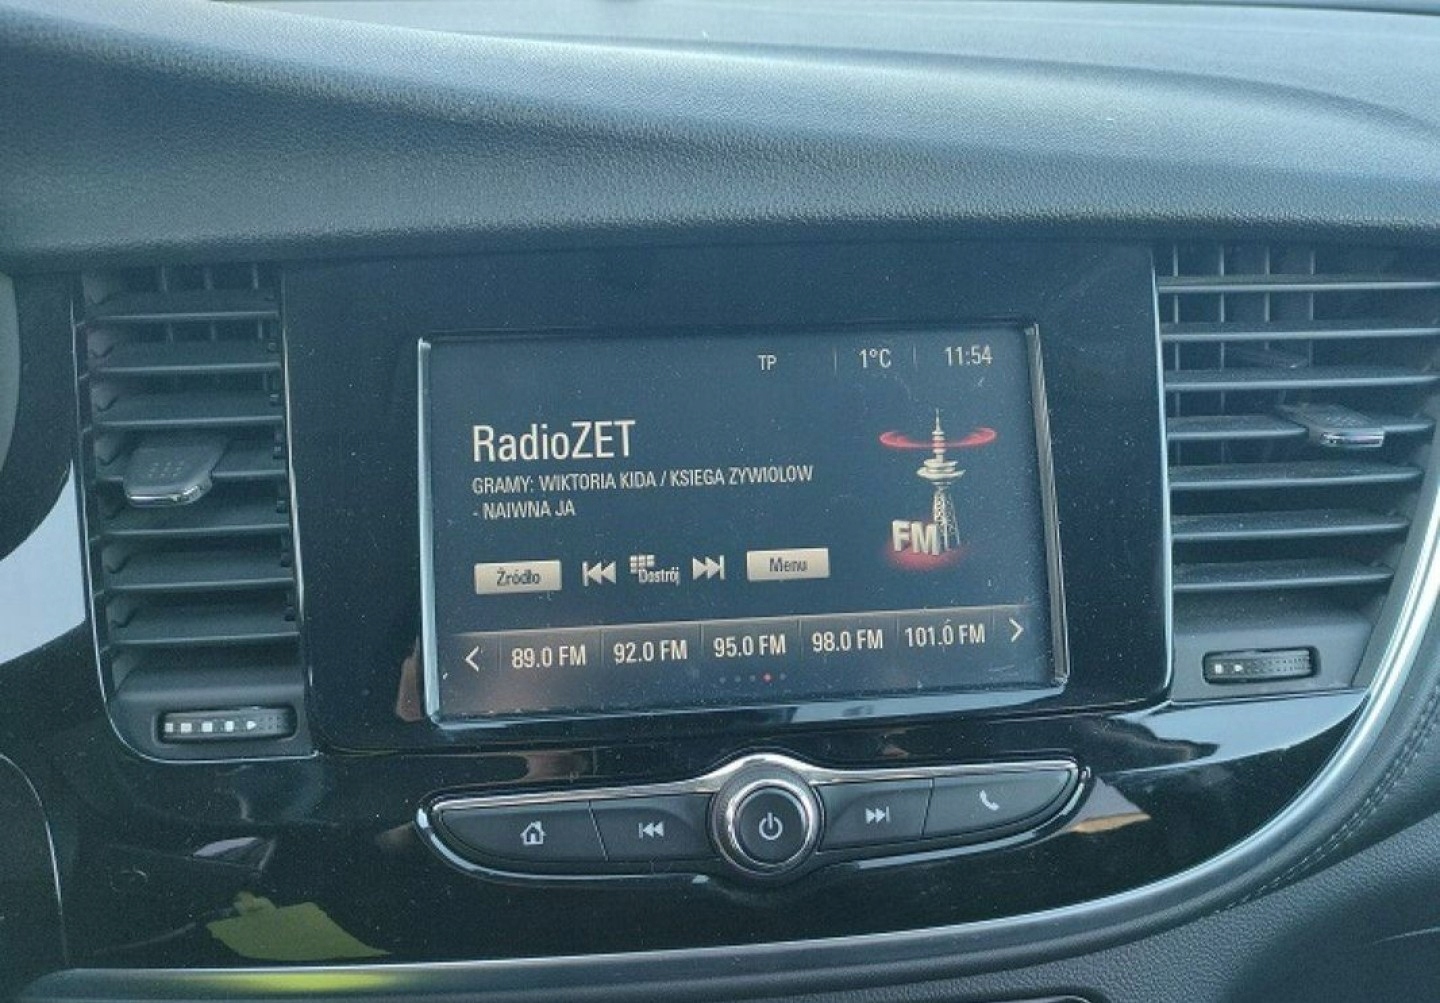 TP 1°C 11:54
RadioZET
GRAMY: WIKTORIA KIDA / KSIEGA ZYWIOLOW
- NAIWNA JA
FM
Źródło Dostrój Menu
89.0 FM 92.0 FM 95.0 FM 98.0 FM 101.0 FM